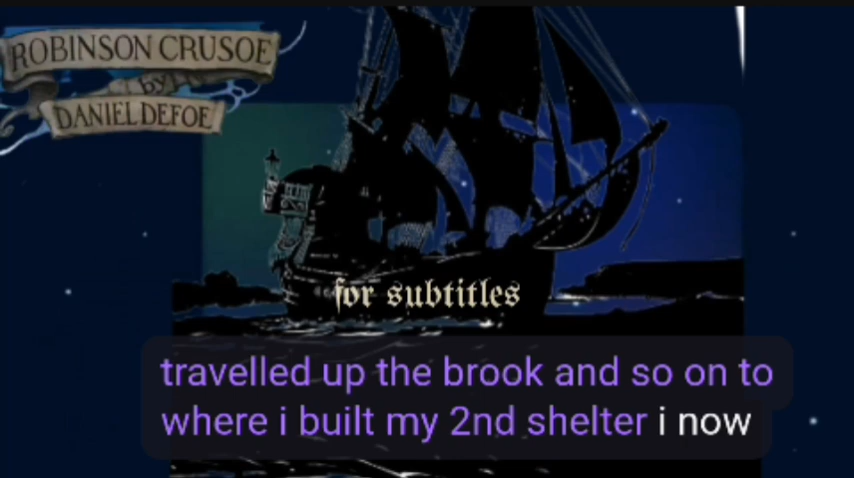 ROBINSON CRUSOE
by
DANIEL DEFOE
for subtitles
travelled up the brook and so on to
where i built my 2nd shelter i now